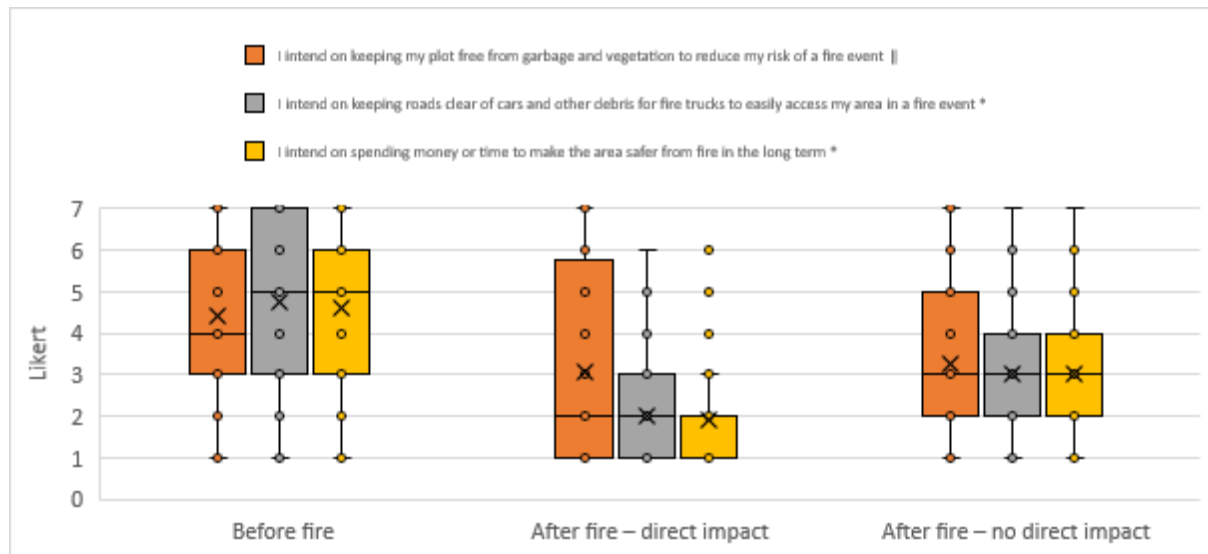 I intend on keeping my plot free from garbage and vegetation to reduce my risk of a fire event ||
I intend on keeping roads clear of cars and other debris for fire trucks to easily access my area in a fire event *
I intend on spending money or time to make the area safer from fire in the long term *
7
6
5
4
3
2
1
0
Likert
Before fire
After fire – direct impact
After fire – no direct impact